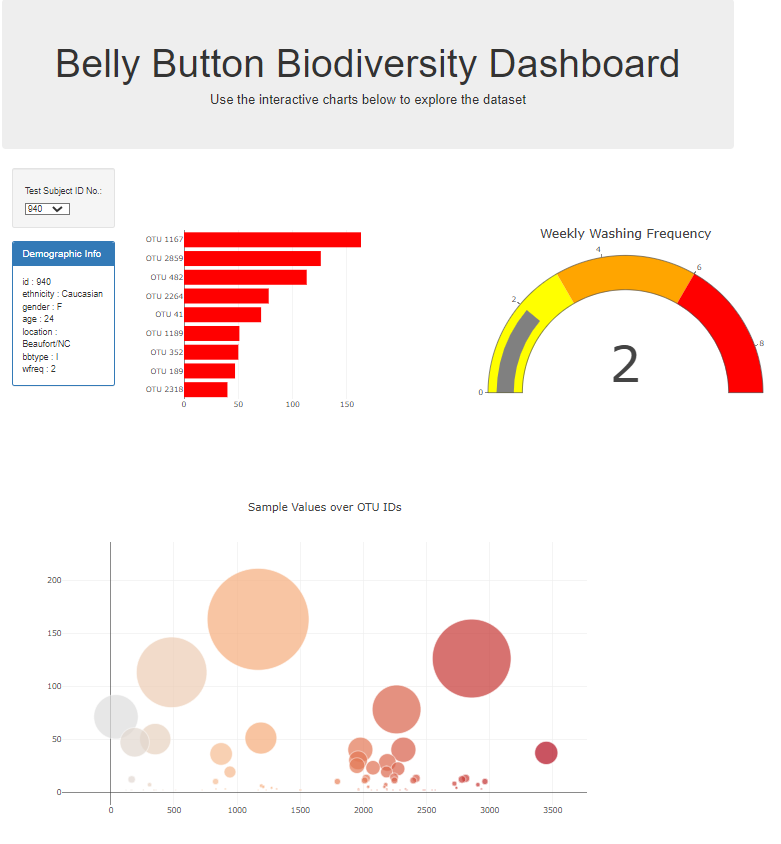 Belly Button Biodiversity Dashboard
Use the interactive charts below to explore the dataset
Test Subject ID No.:
940
Demographic Info
id : 940
ethnicity : Caucasian
gender : F
age : 24
location :
Beaufort/NC
bbtype : I
wfreq : 2
OTU 1167
OTU 2859
OTU 482
OTU 2264
OTU 41
OTU 1189
OTU 352
OTU 189
OTU 2318
0 50 100 150
Weekly Washing Frequency
0
2
4
6
8
2
Sample Values over OTU IDs
200
150
100
50
0
0 500 1000 1500 2000 2500 3000 3500